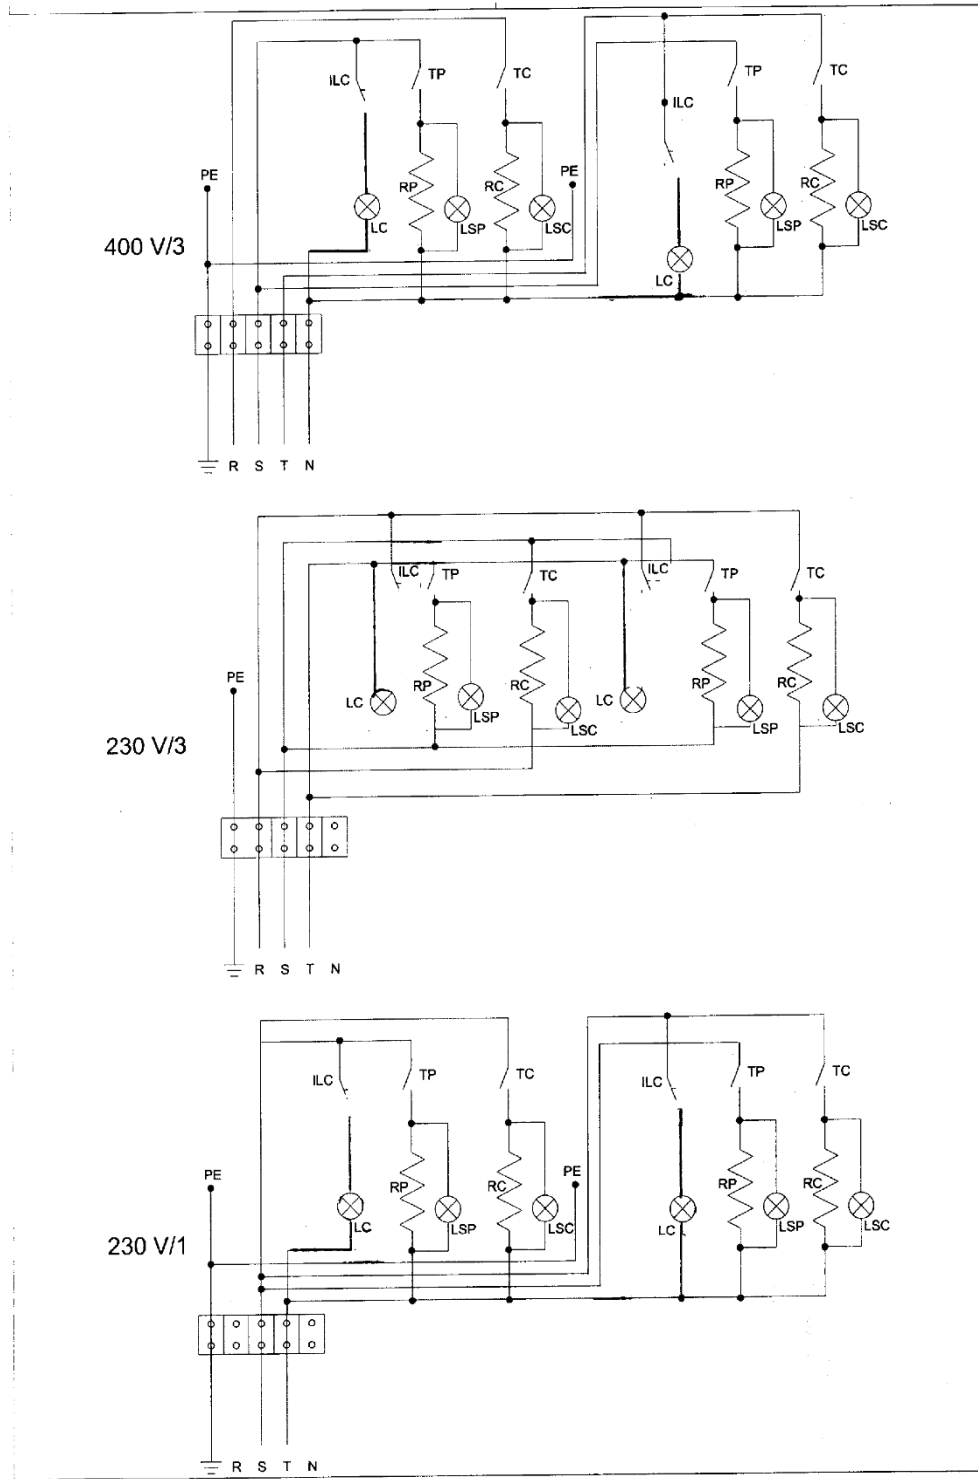 ILC TP TC TP TC
ILC
PE RP RC PE RP RC
LC LSP LSC LSP LSC
400 V/3
LC
R S T N
ILC TP TC ILC TP TC
PE RP RC RP RC
LC LSP LSC LC LSP LSC
230 V/3
R S T N
ILC TP TC ILC TP TC
PE RP RC PE RP RC
LC LSP LSC LC LSP LSC
230 V/1
R S T N